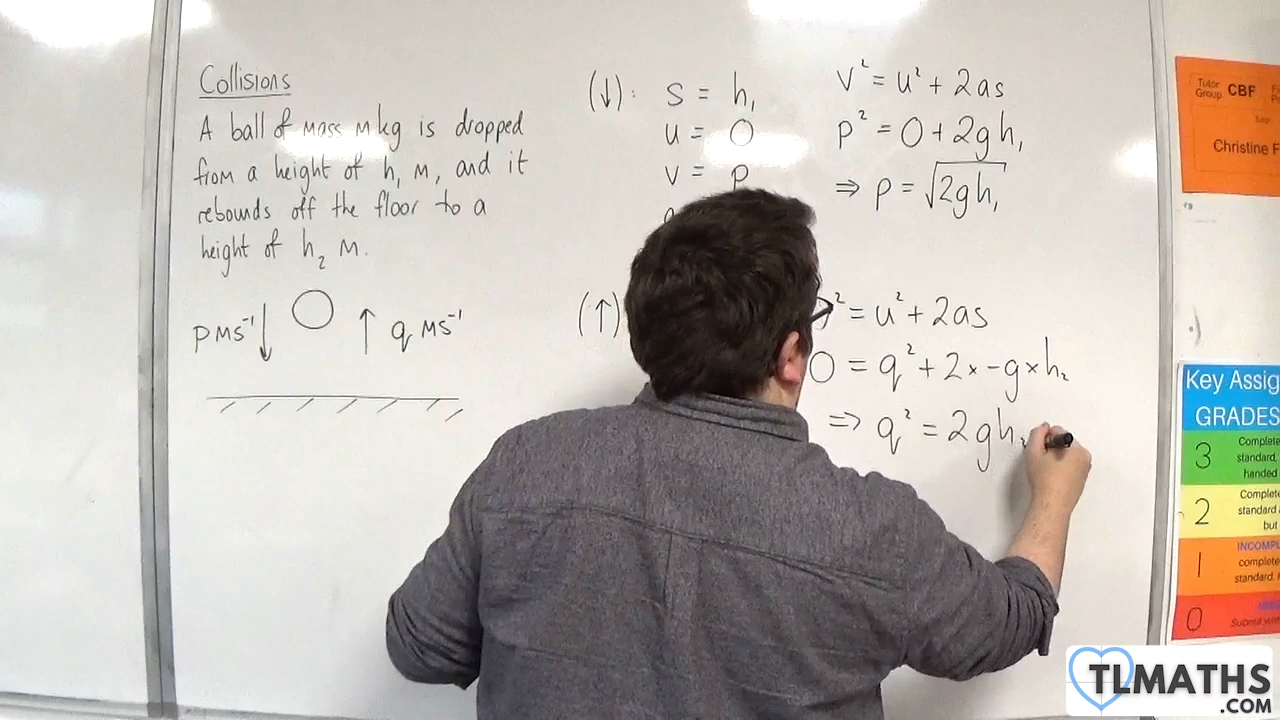 Collisions
A ball of mass m kg is dropped
from a height of h₁ m, and it
rebounds off the floor to a
height of h₂ m.
p ms⁻¹ ↓ ↑ q ms⁻¹
(↓): s = h₁
u = 0
v = p
v² = u² + 2as
p² = 0 + 2gh₁
⇒ p = √2gh₁
(↑)
² = u² + 2as
0 = q² + 2 × -g × h₂
⇒ q² = 2gh₂
Tutor
Group CBF
Tutor
Christine F
Key Assig
GRADES
3 Complete
standard,
handed
2 Complete
standard
but
1 INCOMPL
complete
standard.
0
Submit
TLMATHS
.COM